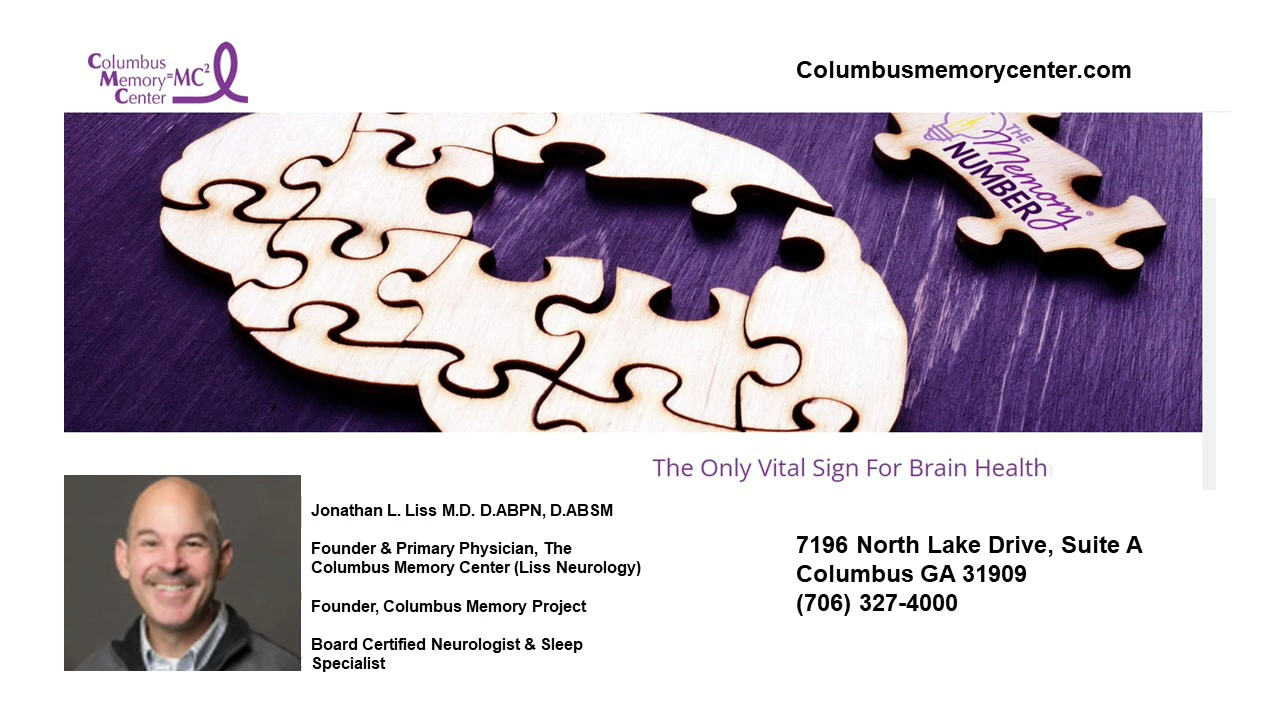 Columbus
Memory=MC2
Center
Columbusmemorycenter.com
THE
Memory®
NUMBER
The Only Vital Sign For Brain Health
Jonathan L. Liss M.D. D.ABPN, D.ABSM
Founder & Primary Physician, The
Columbus Memory Center (Liss Neurology)
Founder, Columbus Memory Project
Board Certified Neurologist & Sleep
Specialist
7196 North Lake Drive, Suite A
Columbus GA 31909
(706) 327-4000